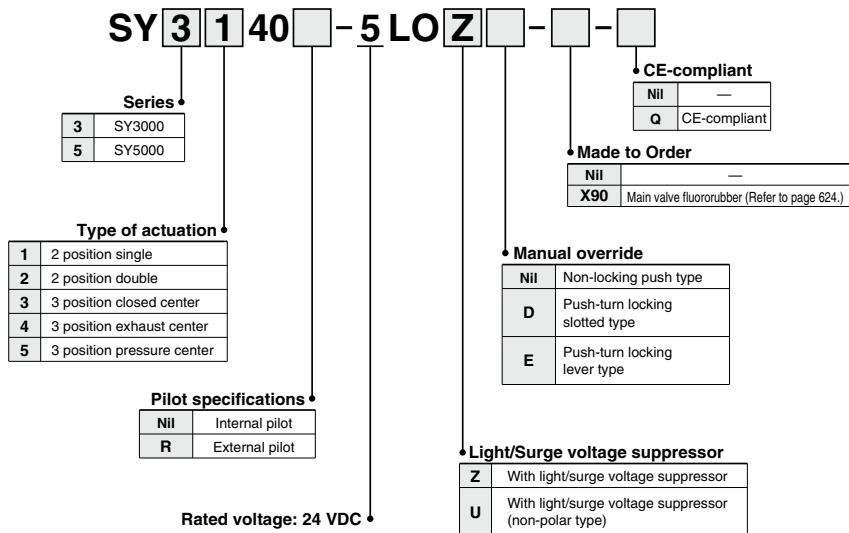 SY 3 1 40 - 5 LO Z - -
CE-compliant
Nil —
Q CE-compliant
Series
3 SY3000
5 SY5000
Made to Order
Nil —
X90 Main valve fluororubber (Refer to page 624.)
Type of actuation
1 2 position single
2 2 position double
3 3 position closed center
4 3 position exhaust center
5 3 position pressure center
Manual override
Nil Non-locking push type
D Push-turn locking
slotted type
E Push-turn locking
lever type
Pilot specifications
Nil Internal pilot
R External pilot
Light/Surge voltage suppressor
Z With light/surge voltage suppressor
U With light/surge voltage suppressor
(non-polar type)
Rated voltage: 24 VDC